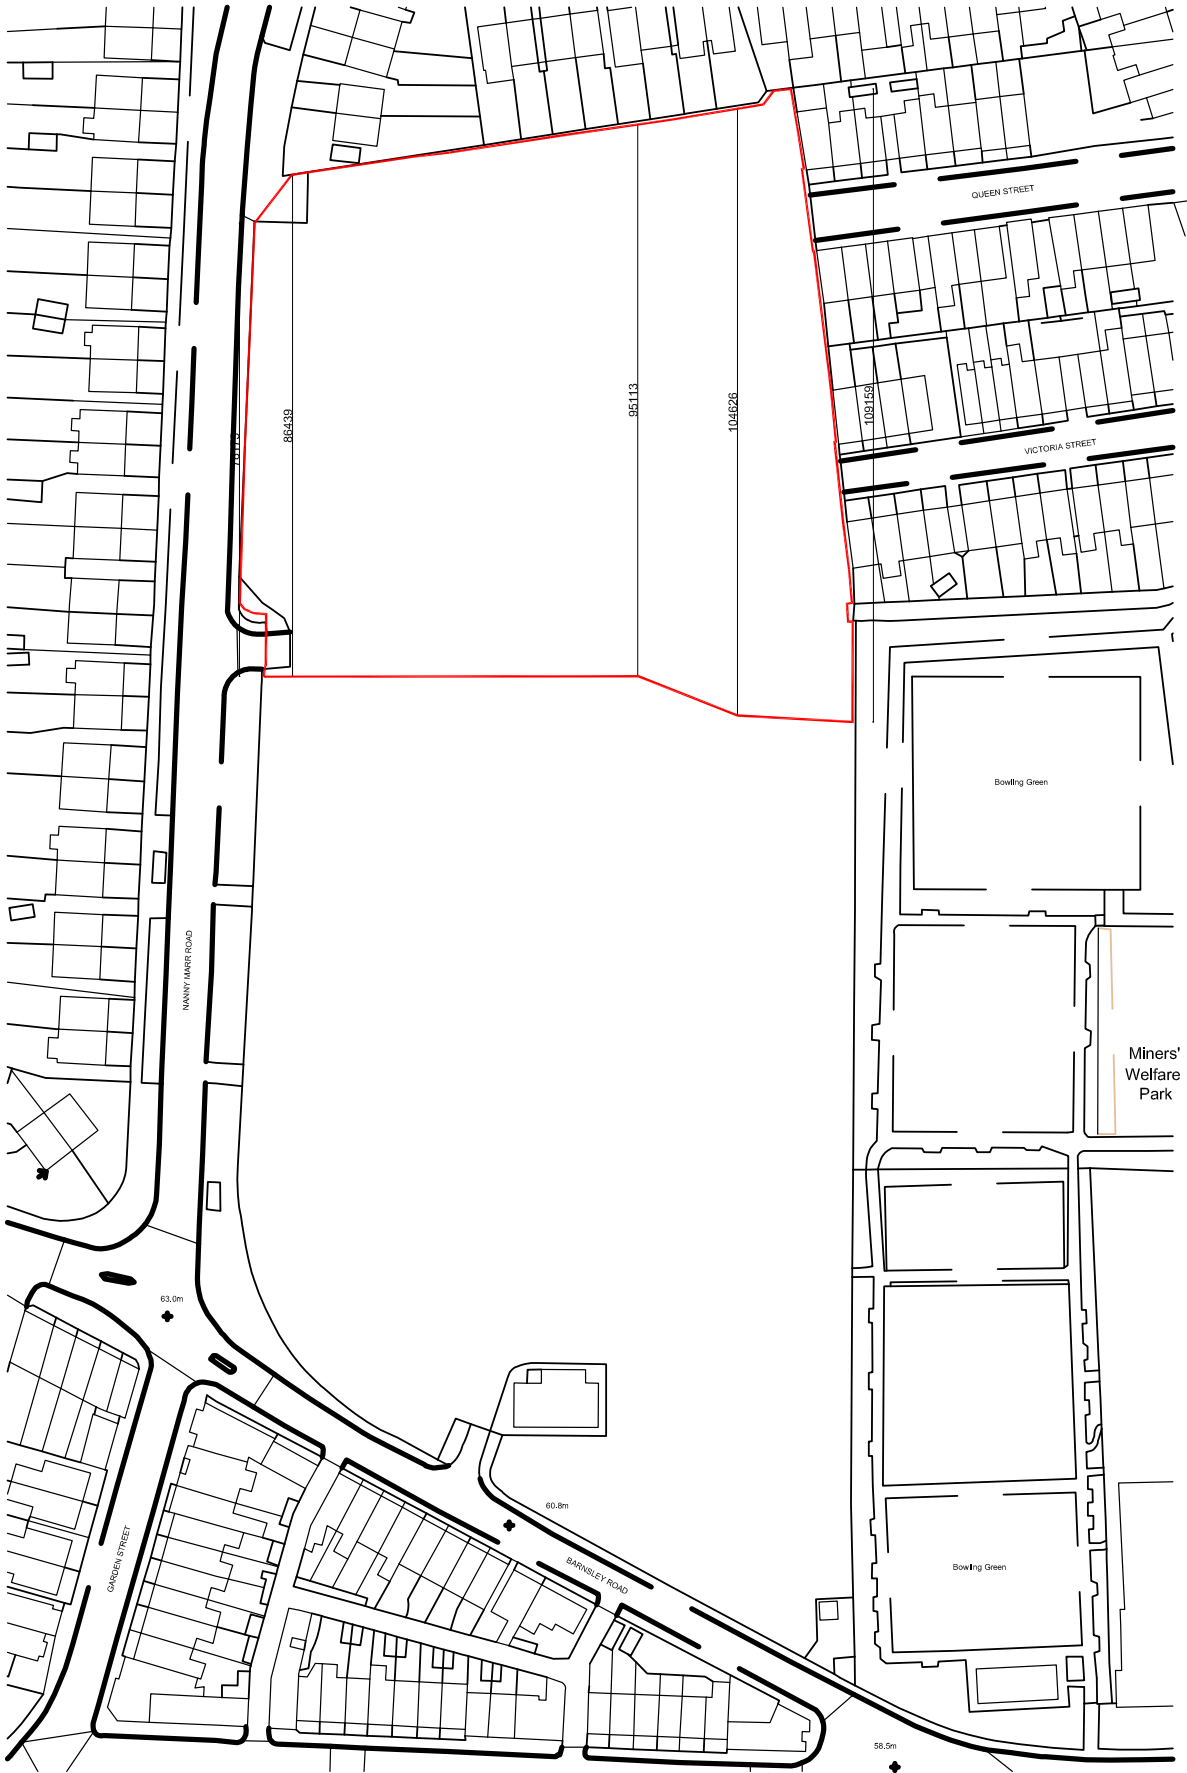 QUEEN STREET
86439
95113
104626
109159
VICTORIA STREET
Bowling Green
NANNY MARR ROAD
Miners'
Welfare
Park
63.0m
60.8m
GARDEN STREET
BARNSLEY ROAD
Bowling Green
58.5m